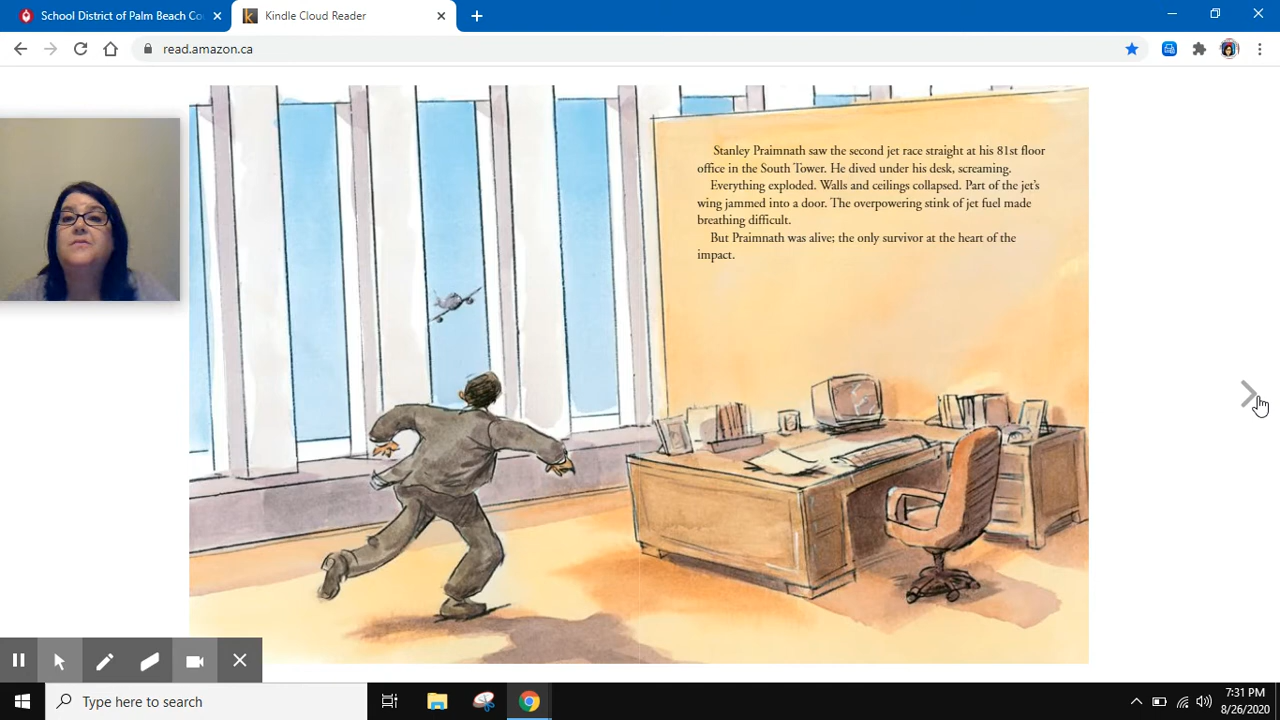 School District of Palm Beach Co
Kindle Cloud Reader
read.amazon.ca
Stanley Praimnath saw the second jet race straight at his 81st floor
office in the South Tower. He dived under his desk, screaming.
Everything exploded. Walls and ceilings collapsed. Part of the jet's
wing jammed into a door. The overpowering stink of jet fuel made
breathing difficult.
But Praimnath was alive; the only survivor at the heart of the
impact.
Type here to search
7:31 PM
8/26/2020